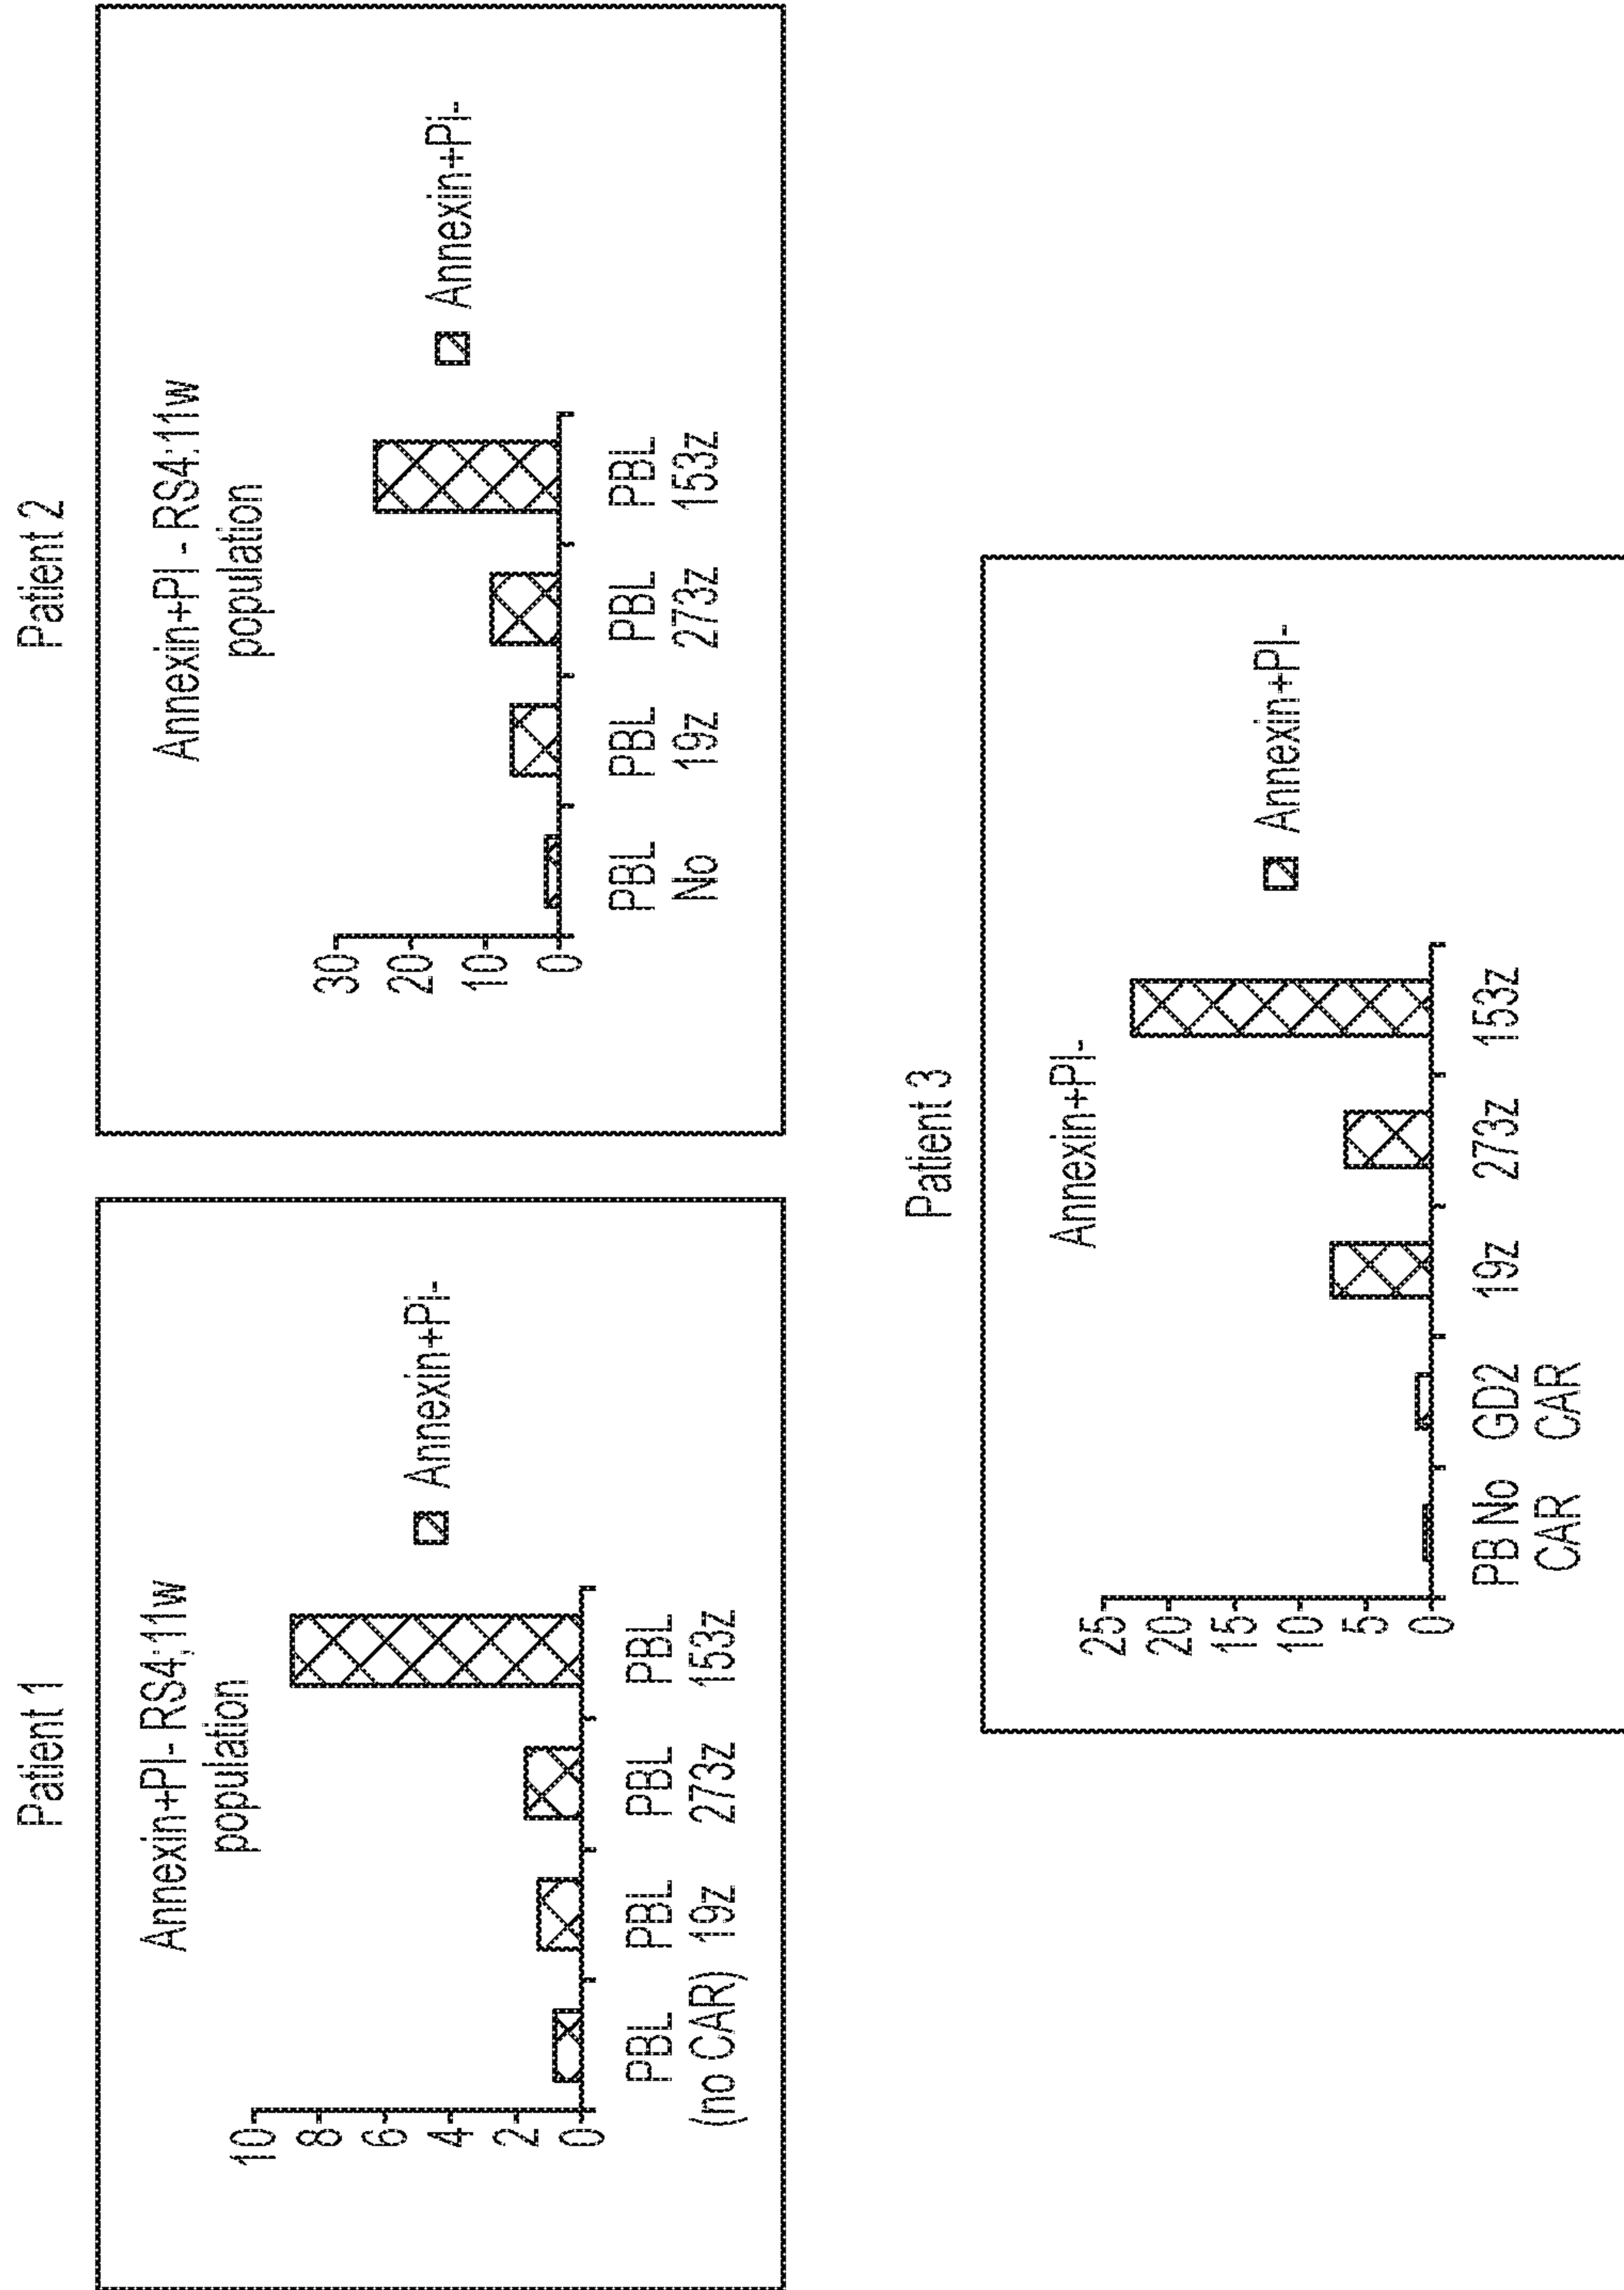 Patient 1
Annexin+PI- RS4;11w
population
10
8
6
4
2
0
PBL PBL PBL PBL
(no CAR) 19z 273z 153z
Annexin+PI-
Patient 2
Annexin+PI - RS4:11w
population
30
20
10
0
PBL PBL PBL PBL
No 19z 273z 153z
Annexin+PI-
Patient 3
Annexin+PI-
25
20
15
10
5
0
PB No GD2 19z 273z 153z
CAR CAR
Annexin+PI-